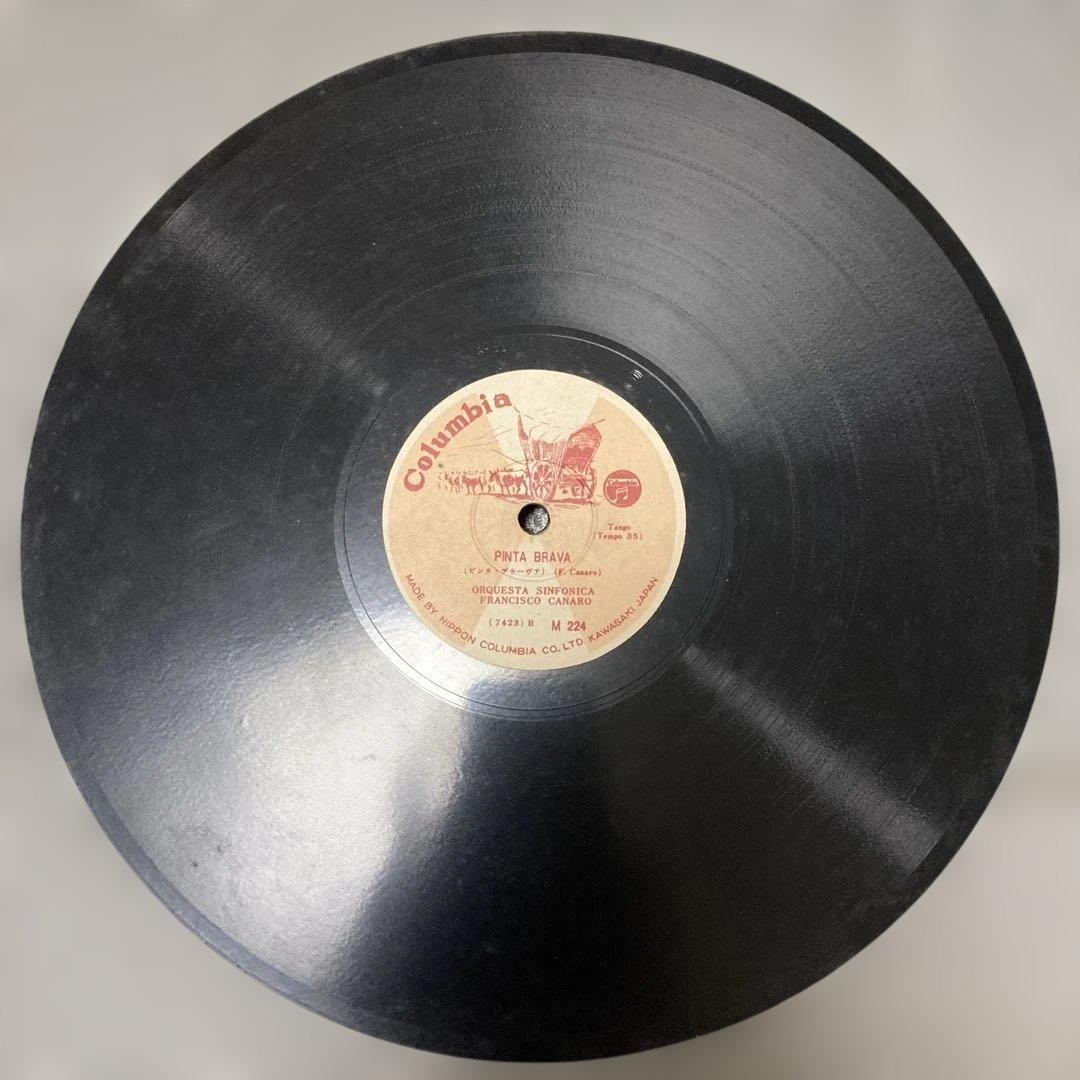 Columbia
Tango
(Tempo 35)
PINTA BRAVA
(ピンタ・ブラーヴァ) (F. Canaro)
ORQUESTA SINFONICA
FRANCISCO CANARO
(7423) B M 224
MADE BY NIPPON COLUMBIA CO. LTD KAWASAKI JAPAN